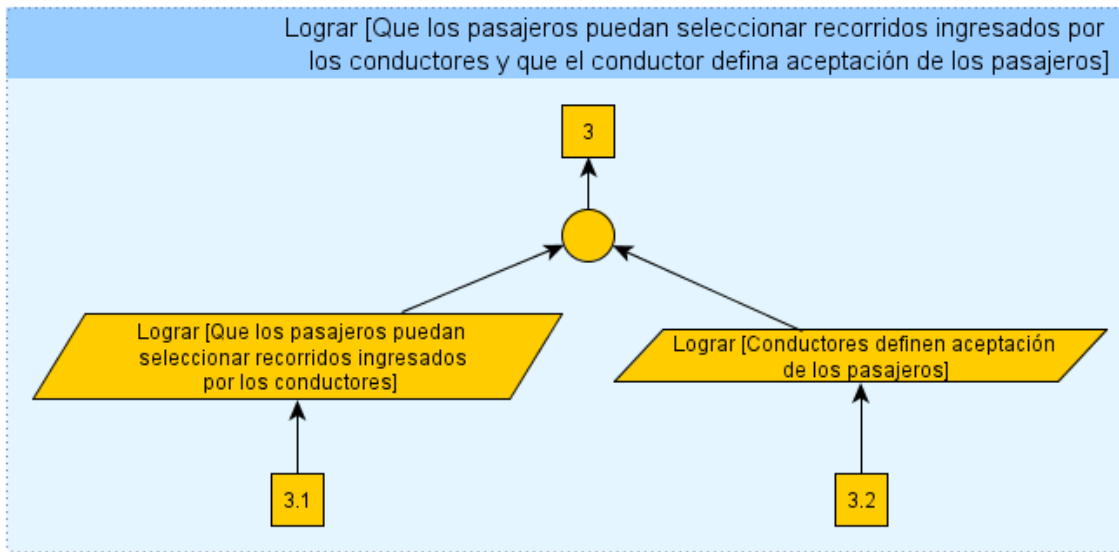 Lograr [Que los pasajeros puedan seleccionar recorridos ingresados por
los conductores y que el conductor defina aceptación de los pasajeros]
3
Lograr [Que los pasajeros puedan
seleccionar recorridos ingresados
por los conductores]
Lograr [Conductores definen aceptación
de los pasajeros]
3.1
3.2